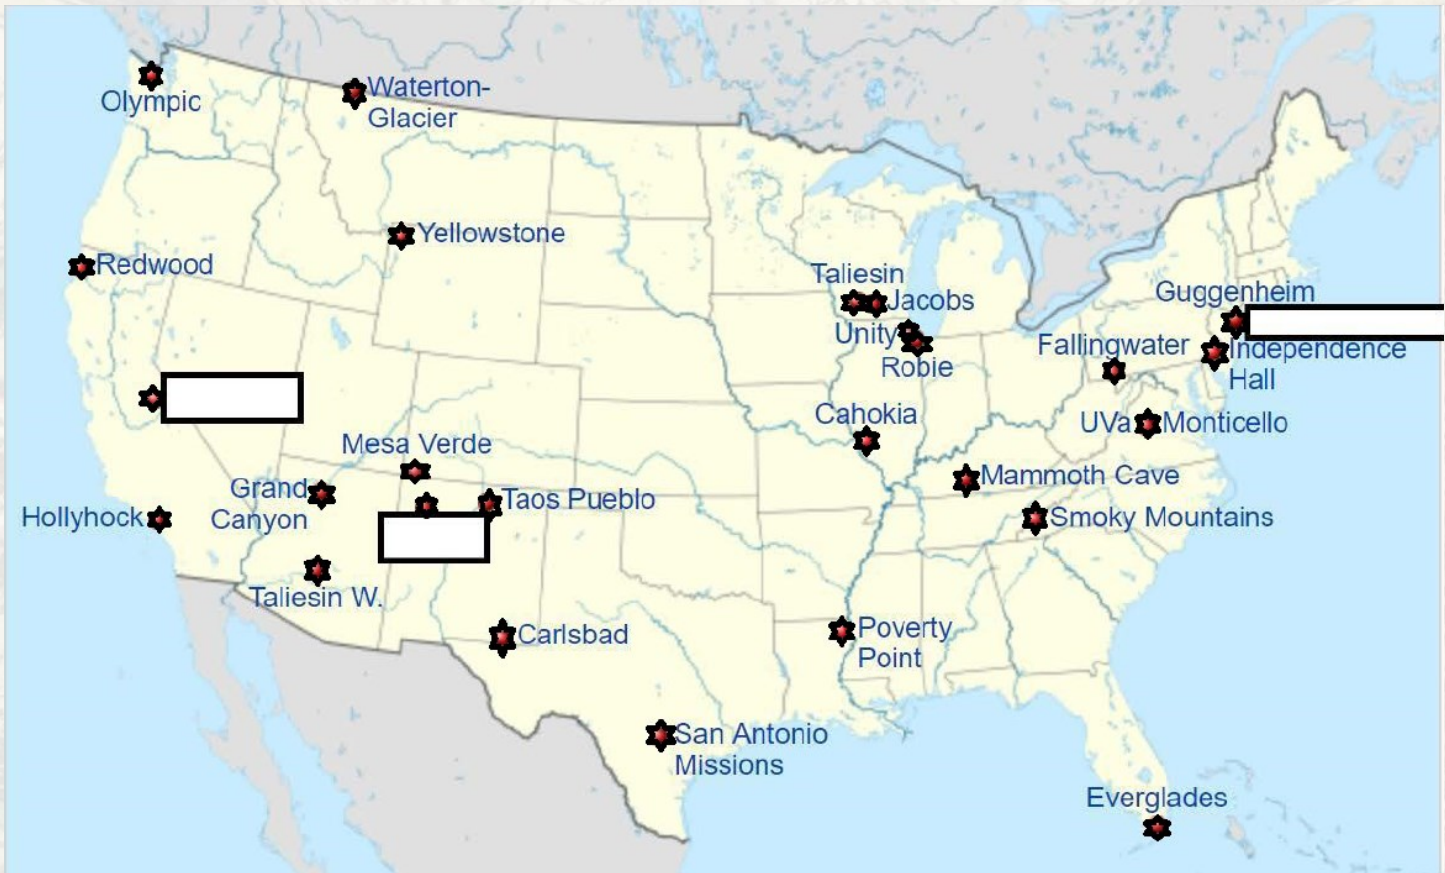 Olympic
Waterton-
Glacier
Yellowstone
Redwood
Taliesin
Jacobs
Unity
Robie
Guggenheim
Fallingwater
Independence
Hall
Cahokia
UVa
Monticello
Mesa Verde
Grand
Canyon
Taos Pueblo
Mammoth Cave
Hollyhock
Smoky Mountains
Taliesin W.
Carlsbad
Poverty
Point
San Antonio
Missions
Everglades